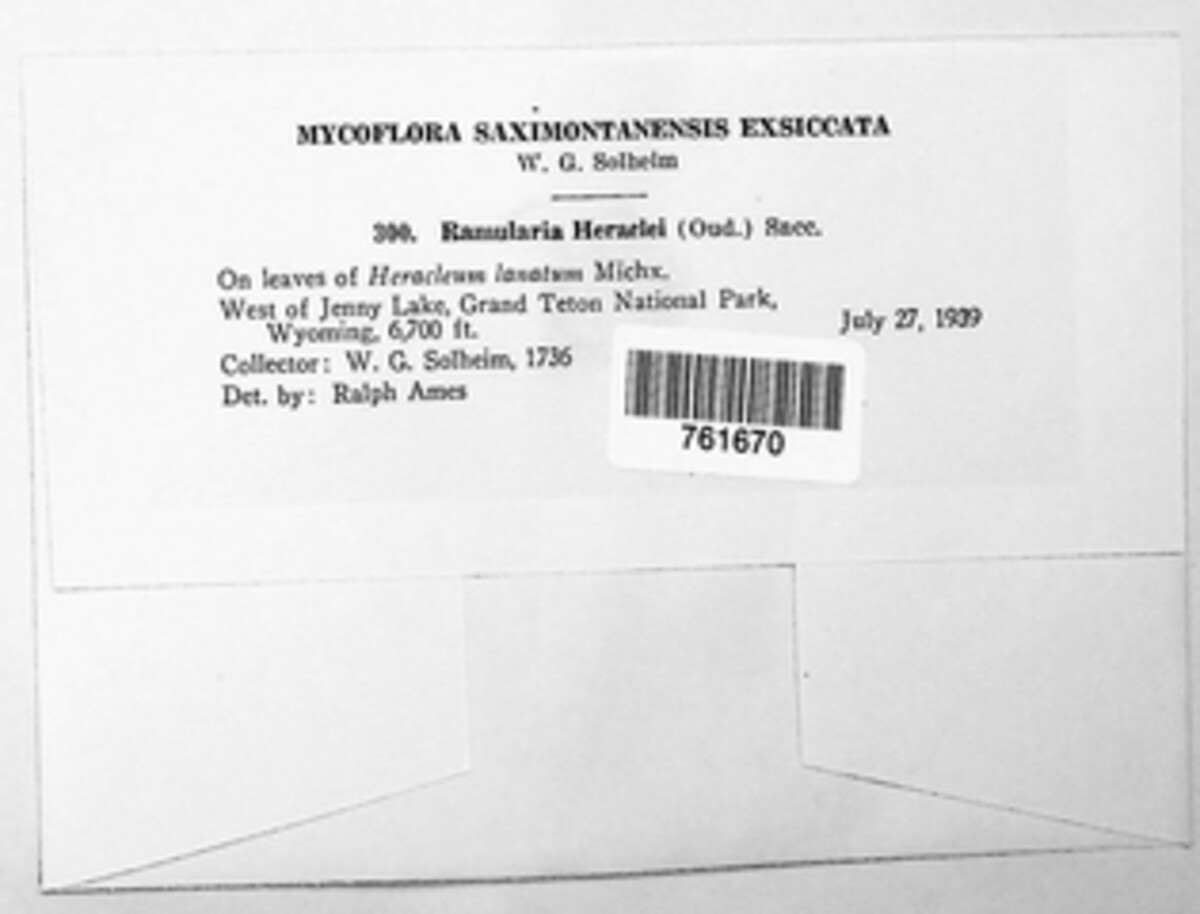 MYCOFLORA SAXIMONTANENSIS EXSICCATA
W. G. Solheim
300. Ramularia Heraclei (Oud.) Sacc.
On leaves of Heracleum lanatum Michx.
West of Jenny Lake, Grand Teton National Park,
Wyoming, 6,700 ft. July 27, 1939
Collector: W. G. Solheim, 1736
Det. by: Ralph Ames
761670